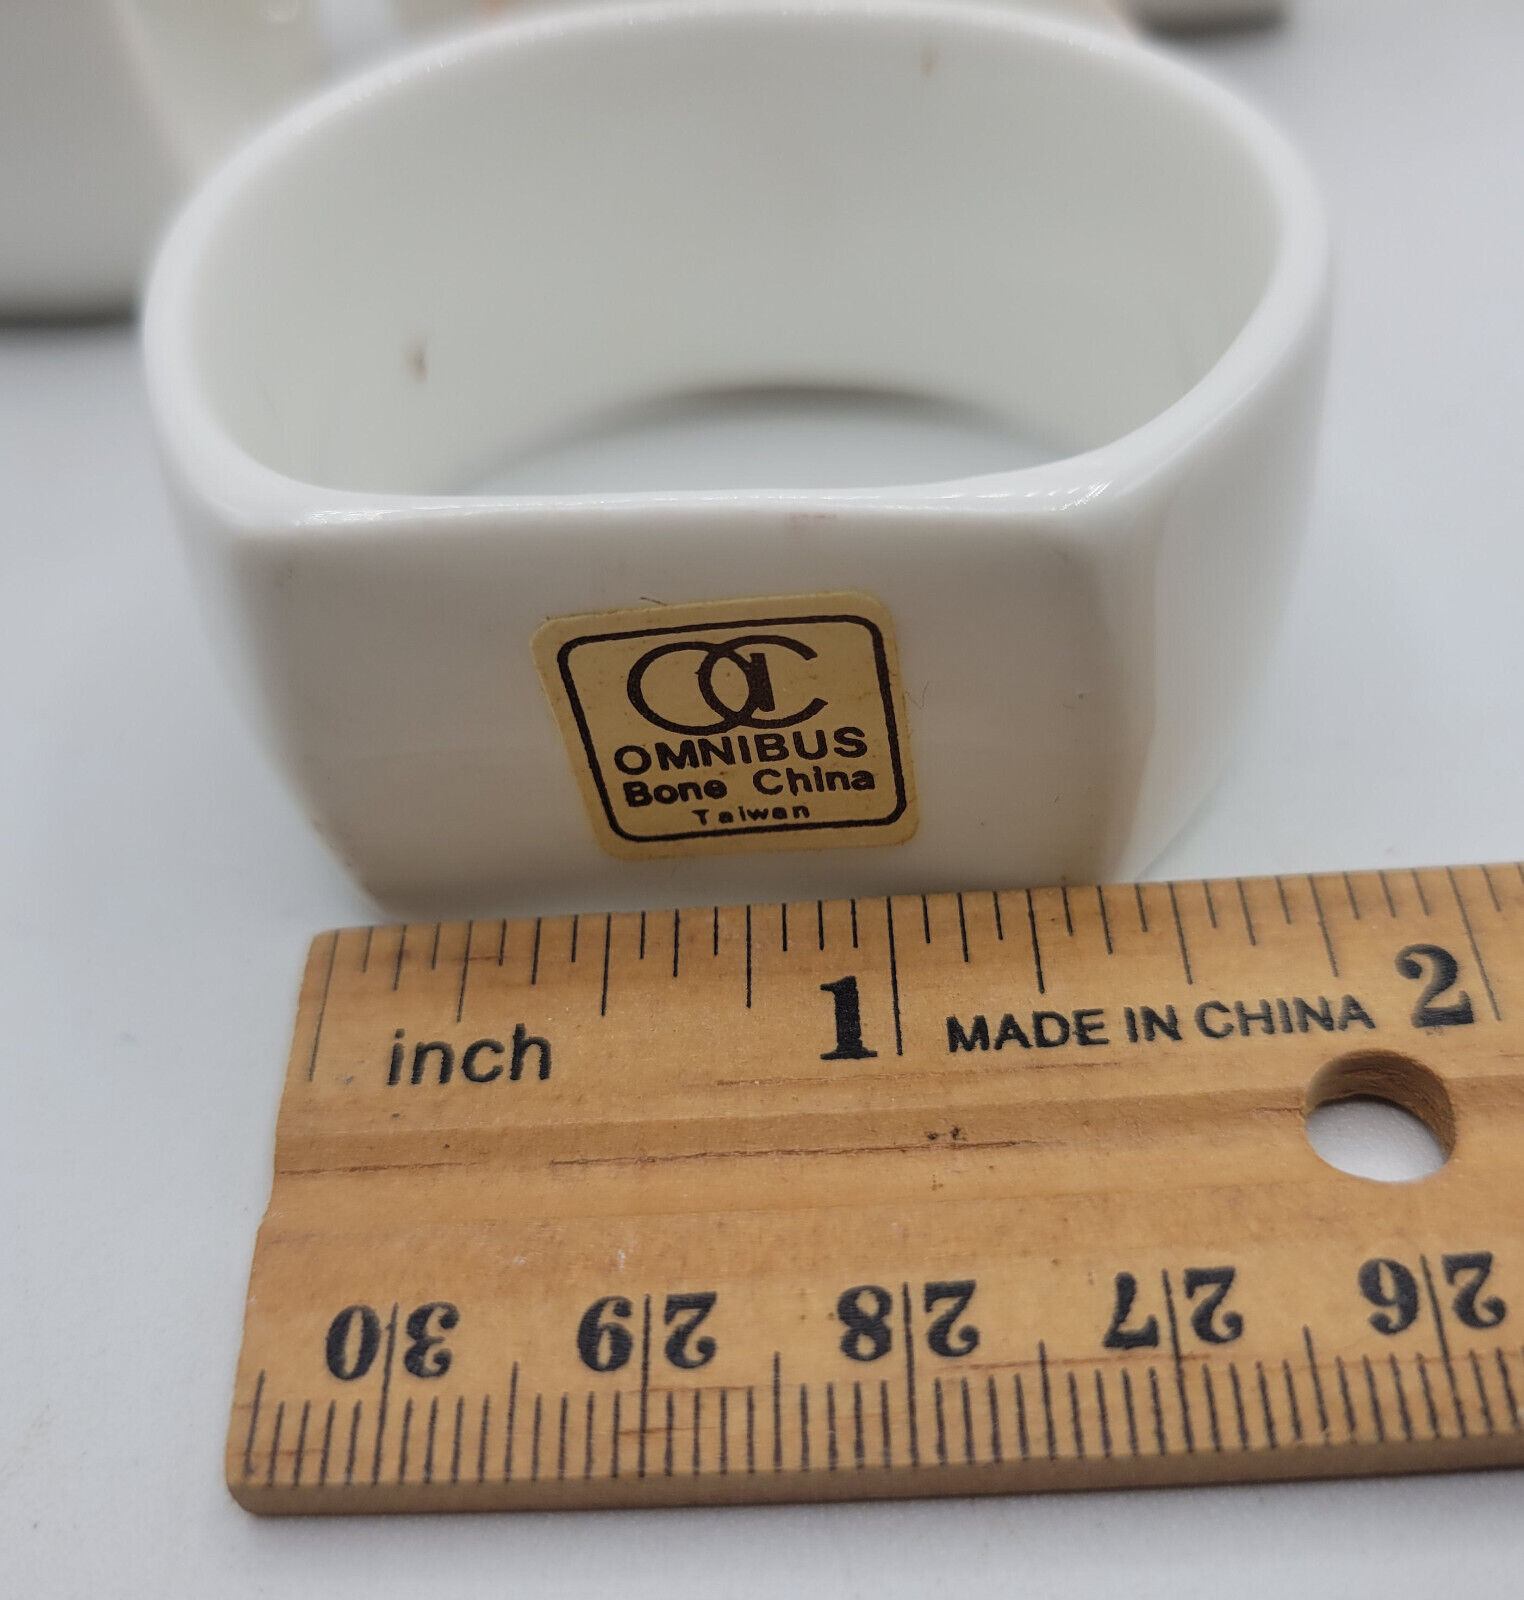 OC
OMNIBUS
Bone China
Taiwan
inch 1 MADE IN CHINA 2
30 29 28 27 26